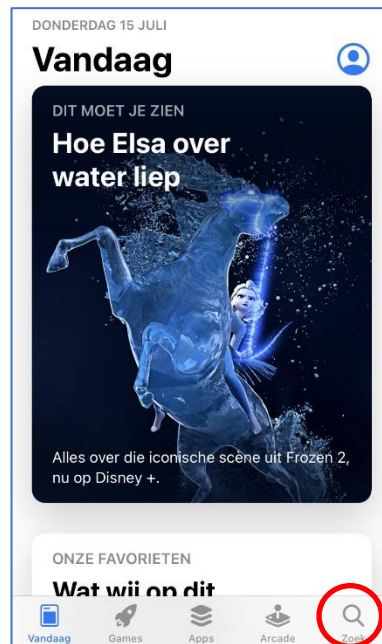 DONDERDAG 15 JULI
Vandaag
DIT MOET JE ZIEN
Hoe Elsa over
water liep
Alles over die iconische scène uit Frozen 2,
nu op Disney +.
ONZE FAVORIETEN
Wat wij op dit
Vandaag
Games
Apps
Arcade
Zoek